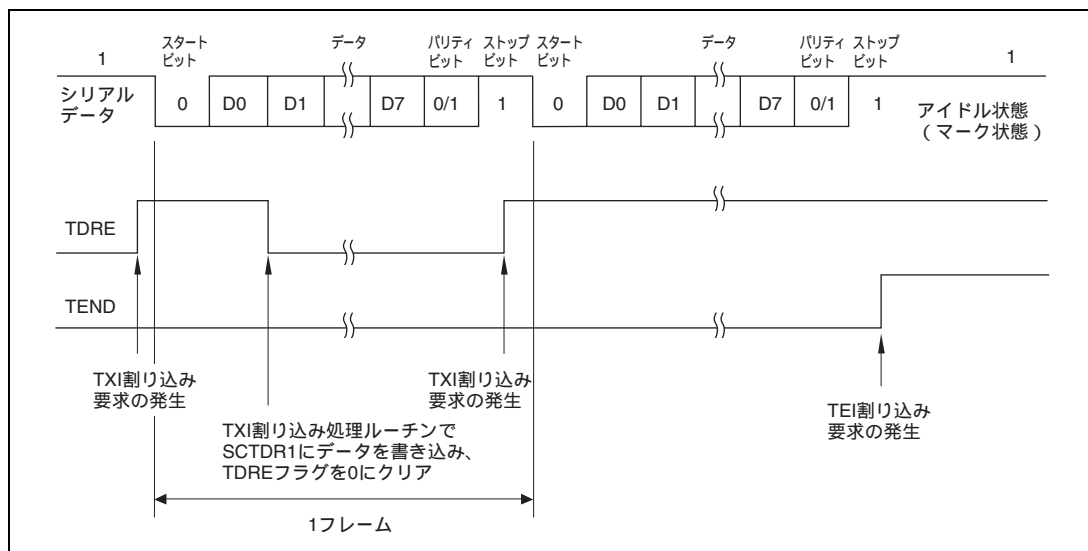 スタート
ビット
データ
パリティ
ビット
ストップ
ビット
スタート
ビット
データ
パリティ
ビット
ストップ
ビット
1
1
シリアル
データ
0 D0 D1 D7 0/1 1 0 D0 D1 D7 0/1 1
アイドル状態
(マーク状態)
TDRE
TEND
TXI割り込み
要求の発生
TXI割り込み処理ルーチンで
SCTDR1にデータを書き込み、
TDREフラグを0にクリア
TXI割り込み
要求の発生
TEI割り込み
要求の発生
1フレーム